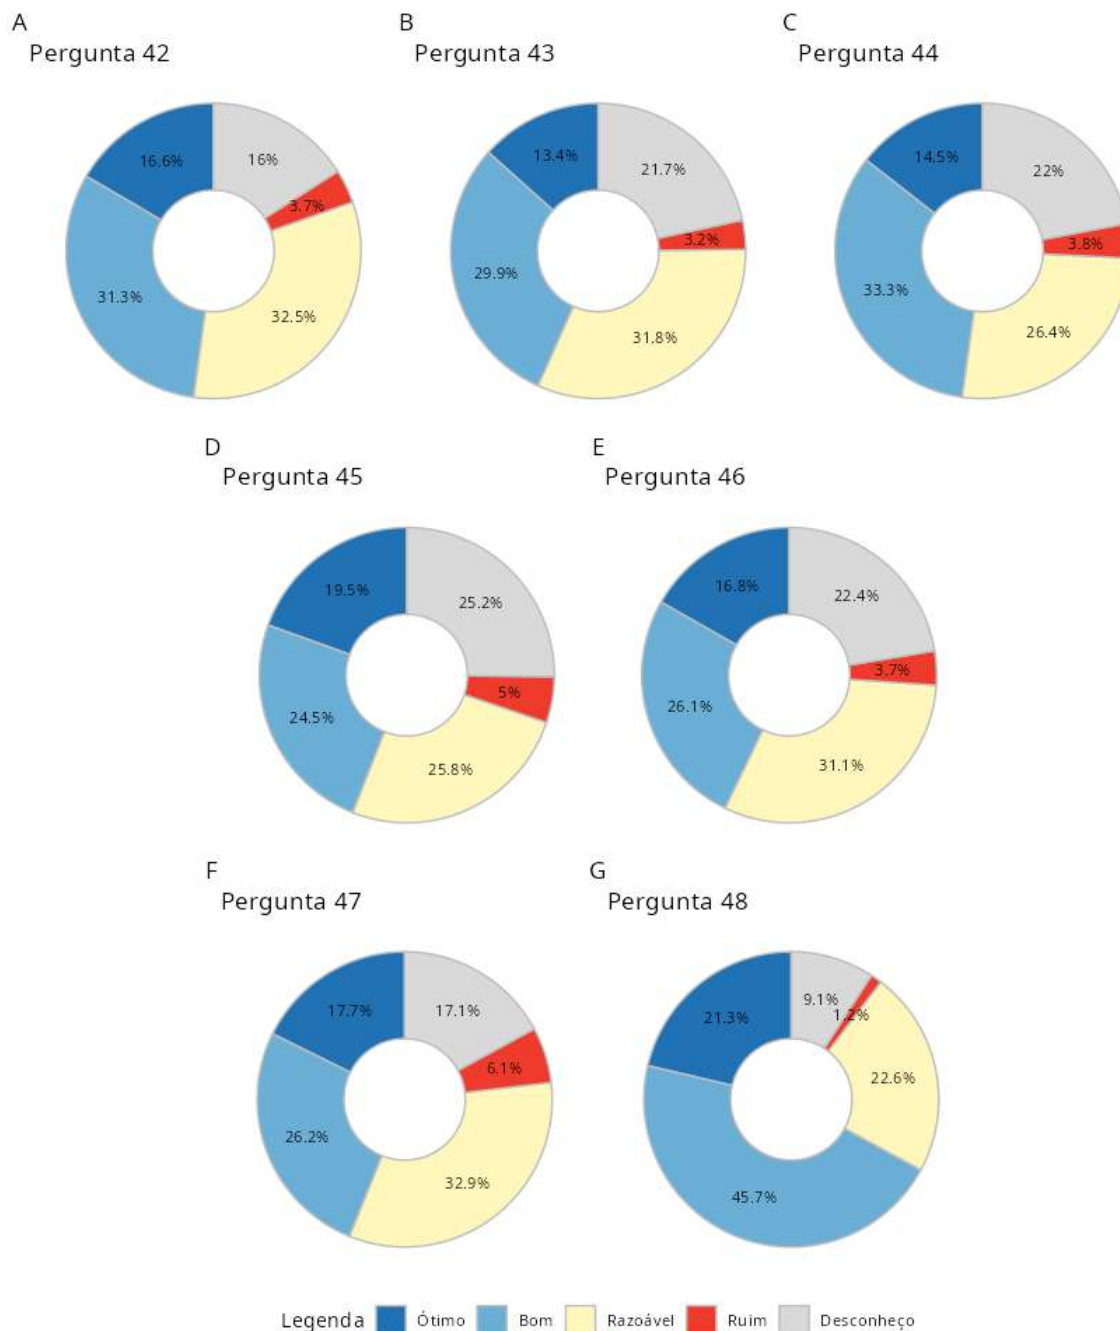 A
Pergunta 42
16.6%
16%
3.7%
31.3%
32.5%
B
Pergunta 43
13.4%
21.7%
3.2%
29.9%
31.8%
C
Pergunta 44
14.5%
22%
3.8%
33.3%
26.4%
D
Pergunta 45
19.5%
25.2%
5%
24.5%
25.8%
E
Pergunta 46
16.8%
22.4%
3.7%
26.1%
31.1%
F
Pergunta 47
17.7%
17.1%
6.1%
26.2%
32.9%
G
Pergunta 48
21.3%
9.1%
1.2%
22.6%
45.7%
Legenda Ótimo Bom Razoável Ruim Desconheço